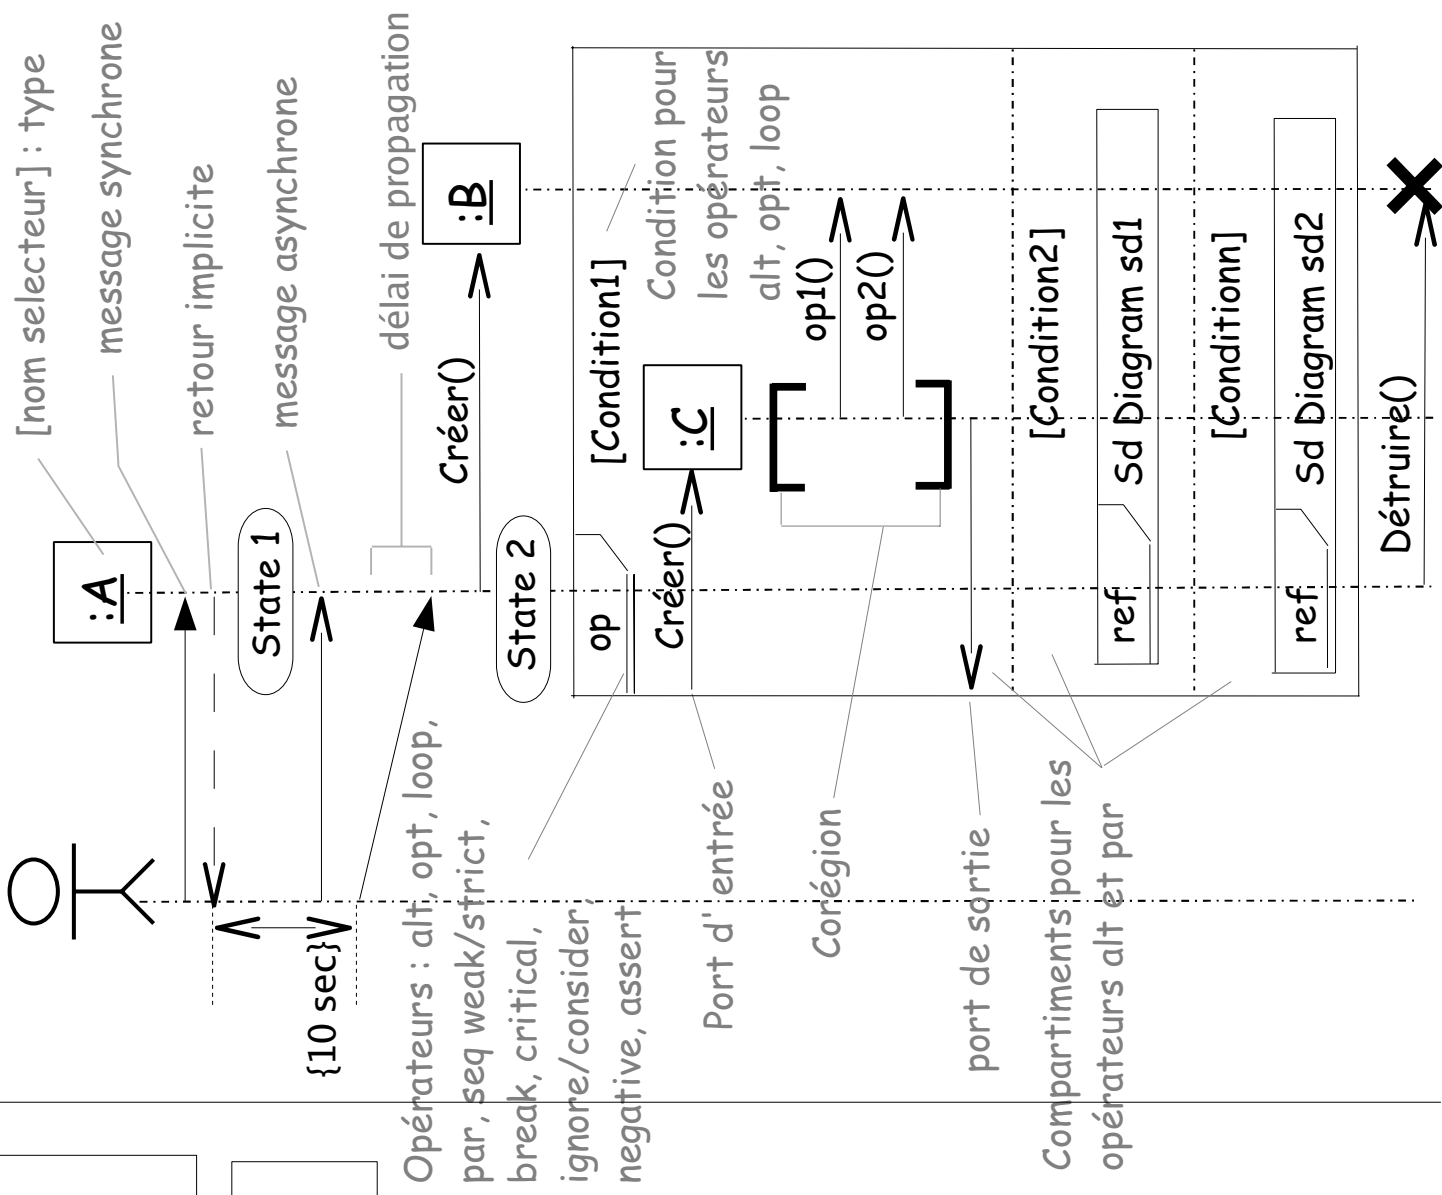 [nom selecteur] : type
message synchrone
retour implicite
message asynchrone
délai de propagation
:A
State 1
{10 sec}
Créer()
:B
State 2
op
[Condition1]
Condition pour
les opérateurs
alt, opt, loop
Opérateurs : alt, opt, loop,
par, seq weak/strict,
break, critical,
ignore/consider,
negative, assert
Créer()
:C
Port d' entrée
op1()
op2()
Corégion
port de sortie
[Condition2]
Compartiments pour les
opérateurs alt et par
ref
Sd Diagram sd1
[Conditionn]
ref
Sd Diagram sd2
Détruire()